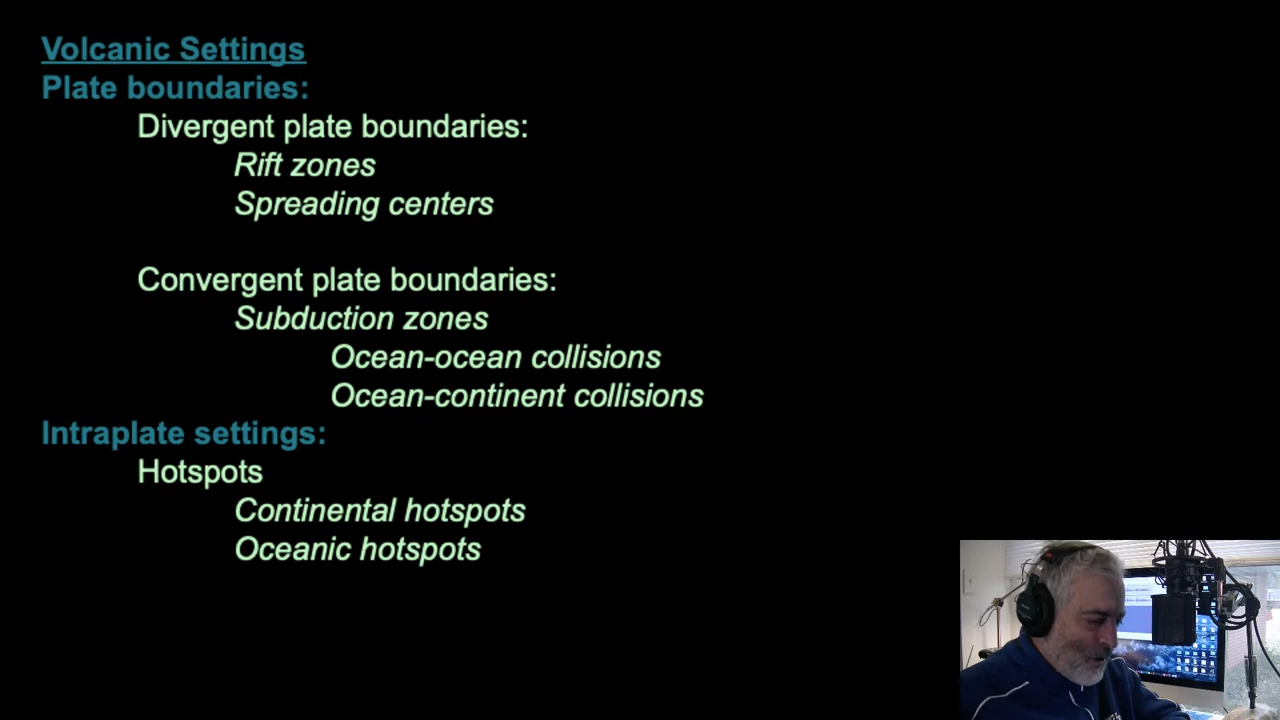 Volcanic Settings
Plate boundaries:
Divergent plate boundaries:
Rift zones
Spreading centers
Convergent plate boundaries:
Subduction zones
Ocean-ocean collisions
Ocean-continent collisions
Intraplate settings:
Hotspots
Continental hotspots
Oceanic hotspots